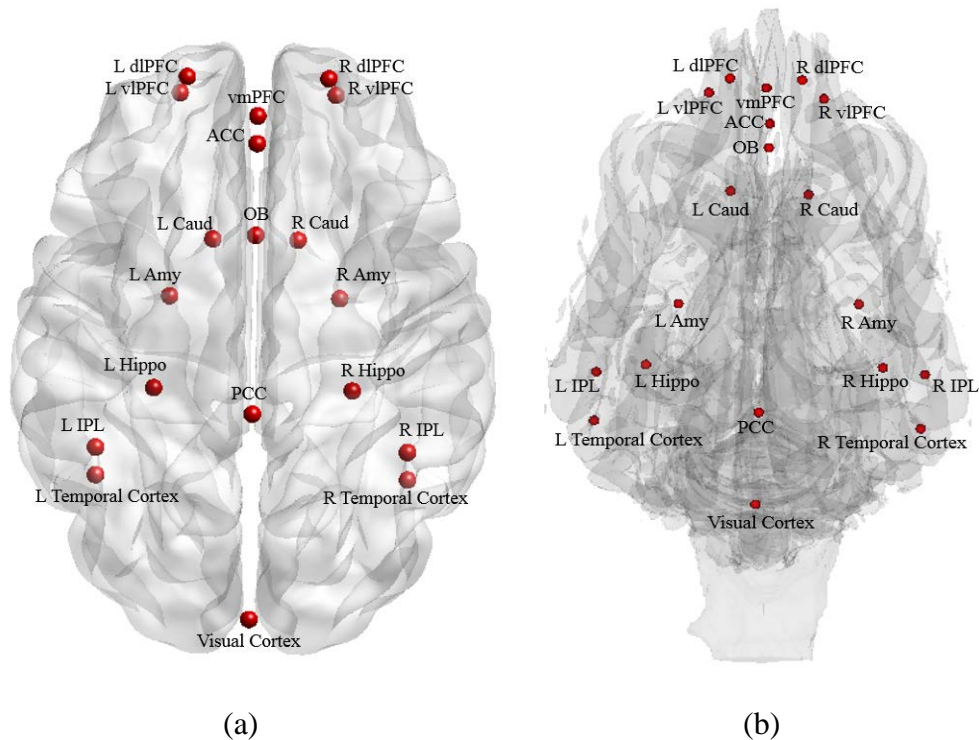 L dlPFC
R dlPFC
L vlPFC
R vlPFC
vmPFC
ACC
OB
L Caud
R Caud
L Amy
R Amy
L Hippo
R Hippo
PCC
L IPL
R IPL
L Temporal Cortex
R Temporal Cortex
Visual Cortex
(a)
L dlPFC
R dlPFC
L vlPFC
vmPFC
R vlPFC
ACC
OB
L Caud
R Caud
L Amy
R Amy
L IPL
L Hippo
R Hippo
R IPL
PCC
L Temporal Cortex
R Temporal Cortex
Visual Cortex
(b)